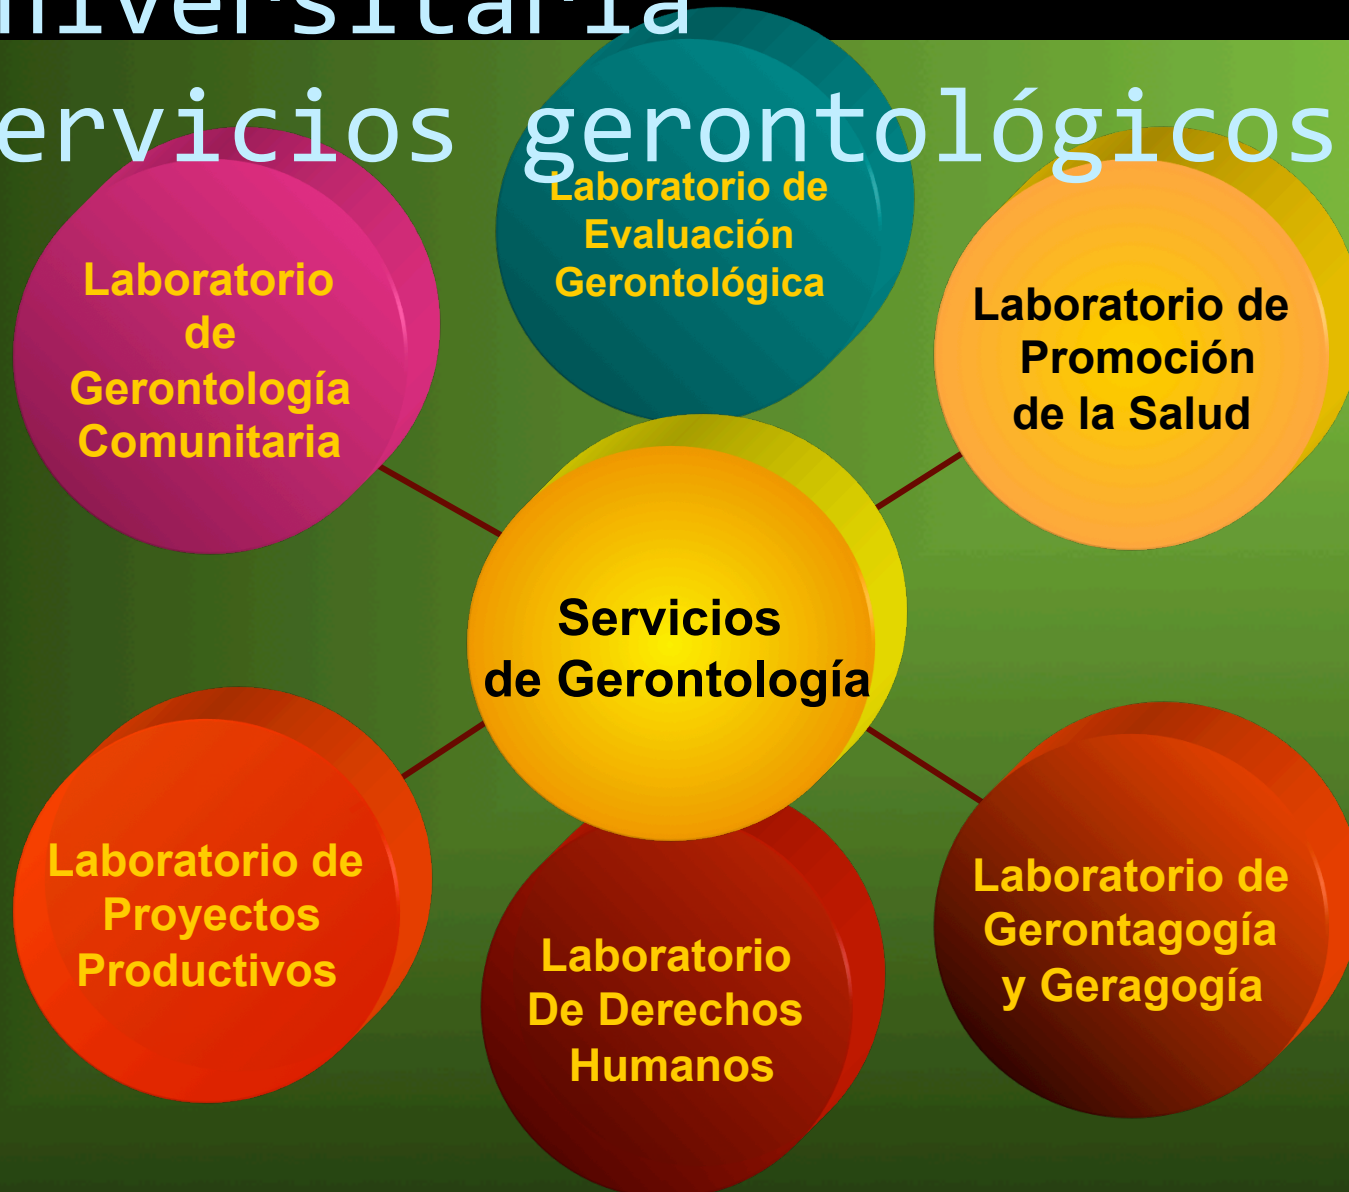 niversitaria
ervicios gerontológicos
Laboratorio de
Evaluación
Gerontológica
Laboratorio
de
Gerontología
Comunitaria
Laboratorio de
Promoción
de la Salud
Servicios
de Gerontología
Laboratorio de
Proyectos
Productivos
Laboratorio
De Derechos
Humanos
Laboratorio de
Gerontagogía
y Geragogía